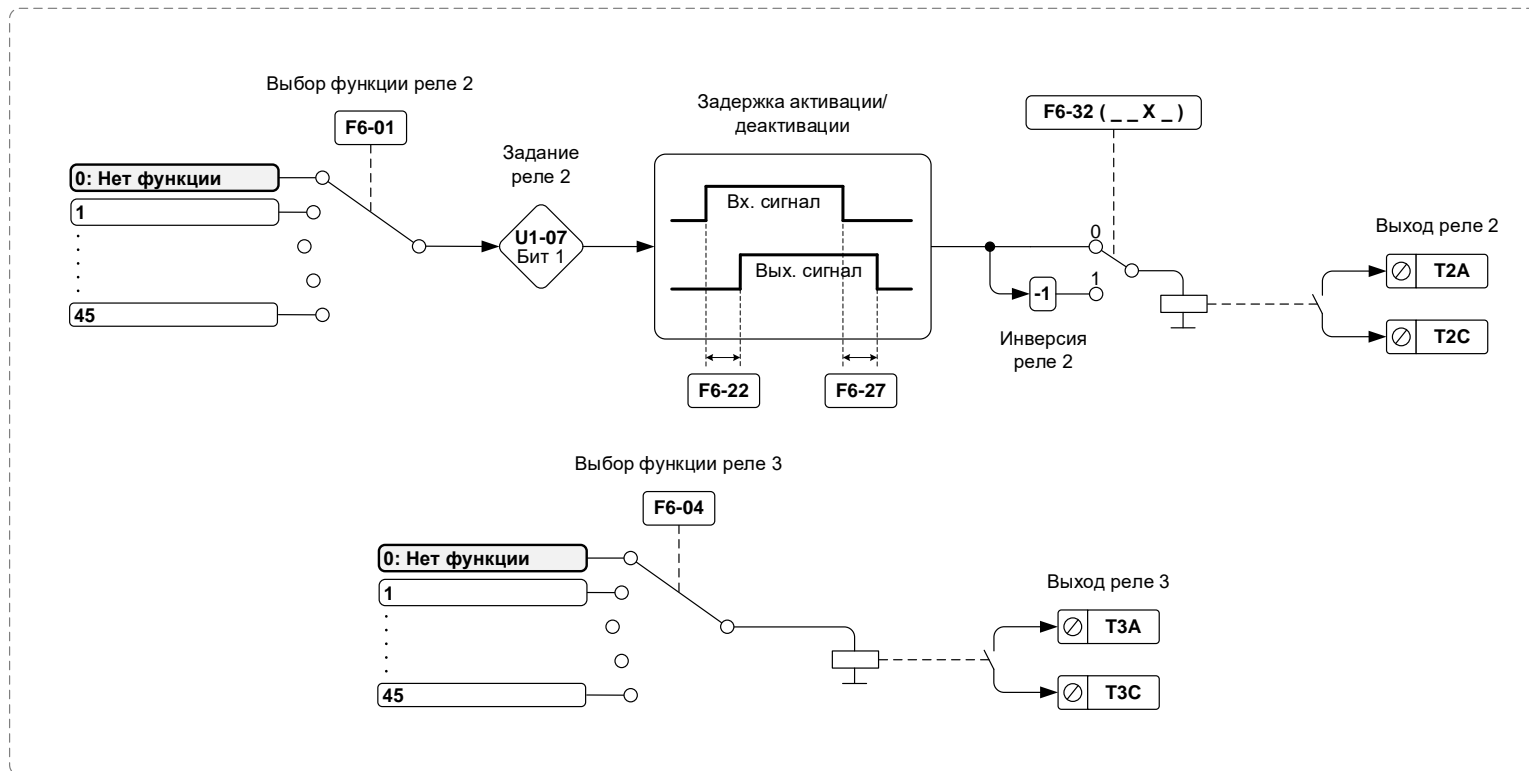 Выбор функции реле 2
F6-01
0: Нет функции
1
45
Задание
реле 2
U1-07
Бит 1
Задержка активации/
деактивации
Вх. сигнал
Вых. сигнал
F6-22
F6-27
F6-32 ( _ _ X _ )
0
1
-1
Инверсия
реле 2
Выход реле 2
T2A
T2C
Выбор функции реле 3
F6-04
0: Нет функции
1
45
Выход реле 3
T3A
T3C